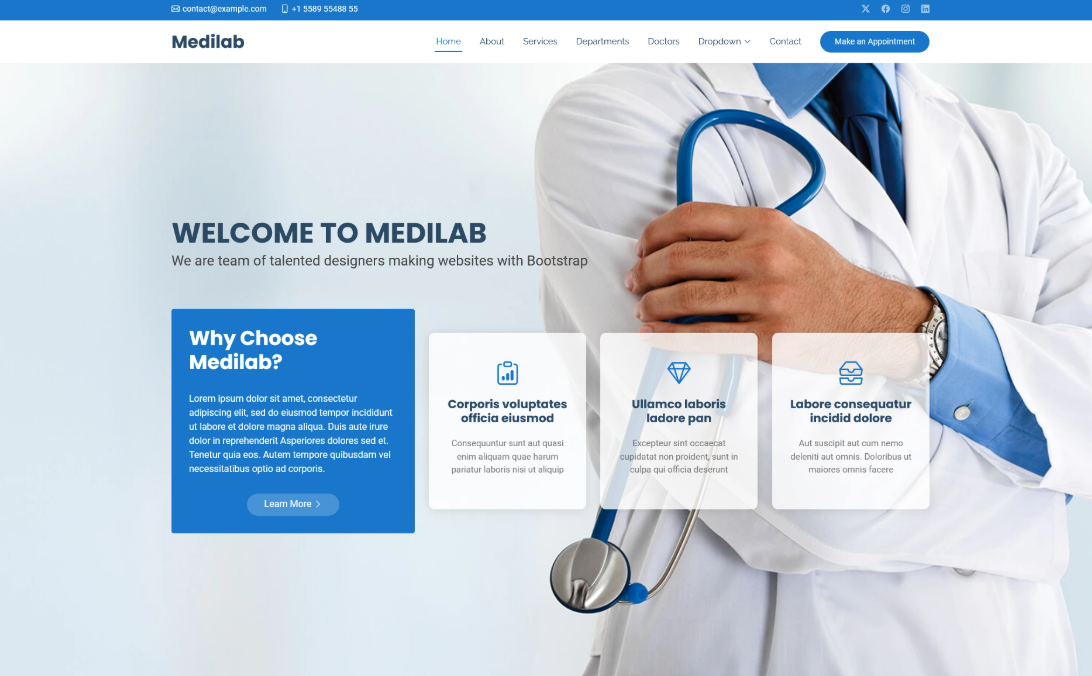 contact@example.com +1 5589 55488 55
Medilab
Home About Services Departments Doctors Dropdown Contact Make an Appointment
WELCOME TO MEDILAB
We are team of talented designers making websites with Bootstrap
Why Choose
Medilab?
Lorem ipsum dolor sit amet, consectetur
adipiscing elit, sed do eiusmod tempor incididunt
ut labore et dolore magna aliqua. Duis aute irure
dolor in reprehenderit Asperiores dolores sed et.
Tenetur quia eos. Autem tempore quibusdam vel
necessitatibus optio ad corporis.
Learn More
Corporis voluptates
officia eiusmod
Consequuntur sunt aut quasi
enim aliquam quae harum
pariatur laboris nisi ut aliquip
Ullamco laboris
ladore pan
Excepteur sint occaecat
cupidatat non proident, sunt in
culpa qui officia deserunt
Labore consequatur
incidid dolore
Aut suscipit aut cum nemo
deleniti aut omnis. Doloribus ut
maiores omnis facere